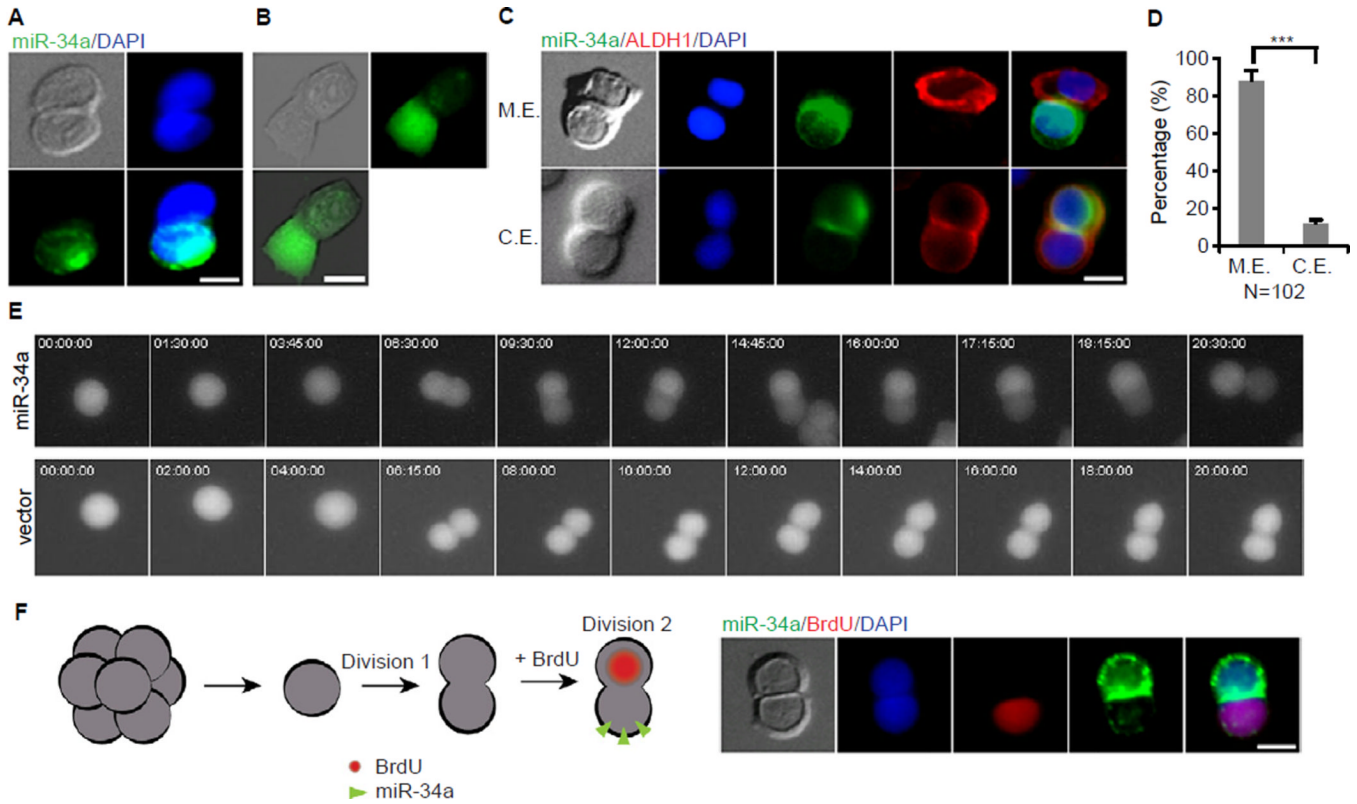 A
miR-34a/DAPI
B
C
miR-34a/ALDH1/DAPI
M.E.
C.E.
D
***
Percentage (%)
100
80
60
40
20
0
M.E. C.E.
N=102
E
miR-34a
00:00:00 01:30:00 03:45:00 06:30:00 09:30:00 12:00:00 14:45:00 16:00:00 17:15:00 18:15:00 20:30:00
vector
00:00:00 02:00:00 04:00:00 06:15:00 08:00:00 10:00:00 12:00:00 14:00:00 16:00:00 18:00:00 20:00:00
F
Division 1
+ BrdU
Division 2
BrdU
miR-34a
miR-34a/BrdU/DAPI